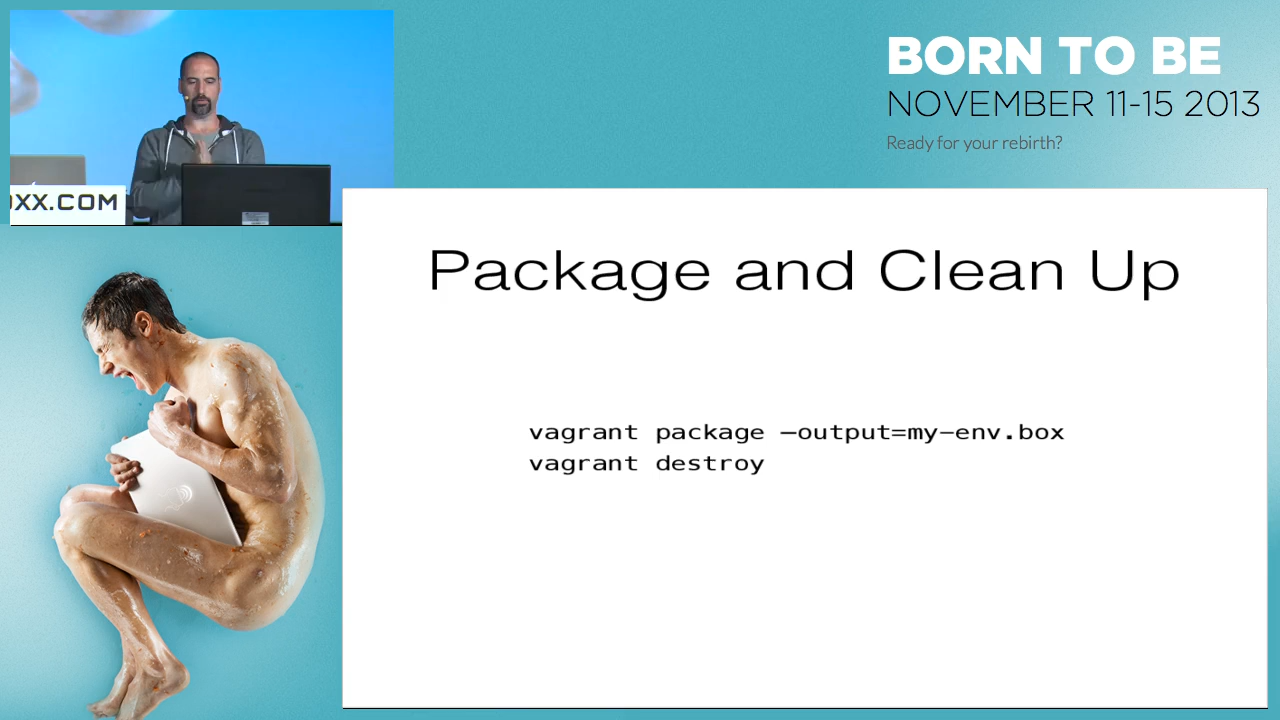 BORN TO BE
NOVEMBER 11-15 2013
Ready for your rebirth?
XX.COM
Package and Clean Up
vagrant package —output=my-env.box
vagrant destroy